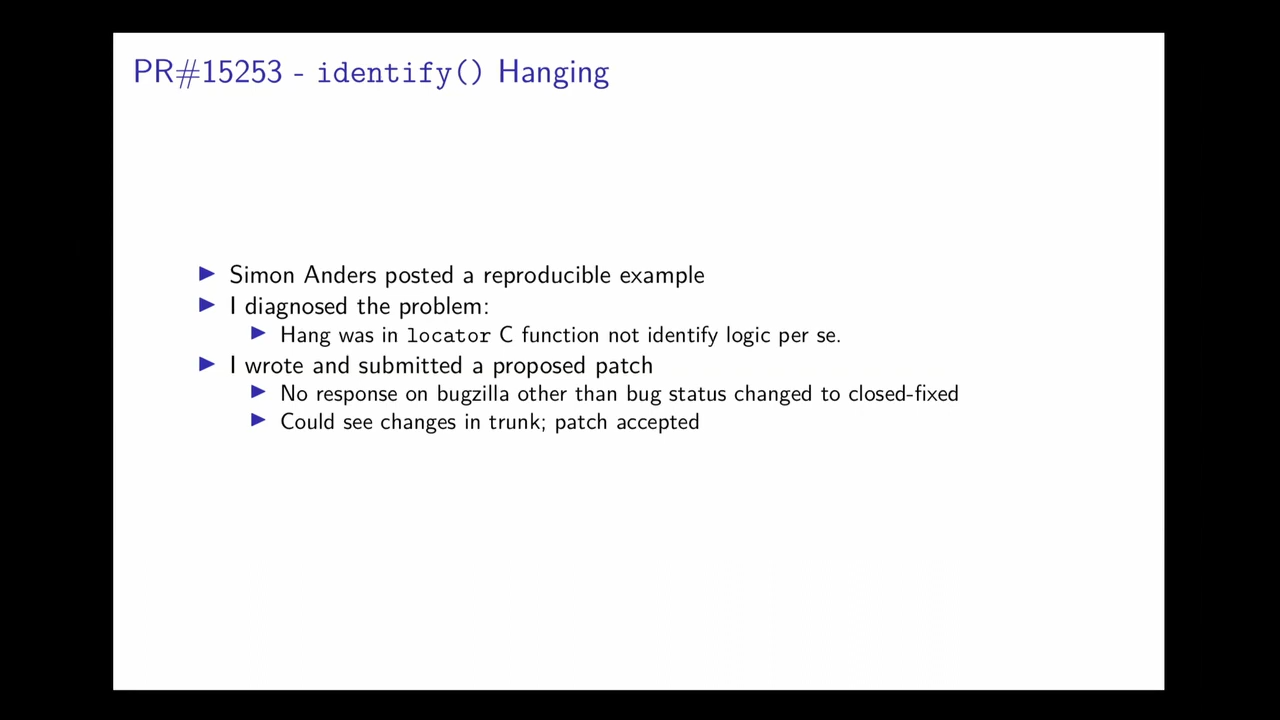 PR#15253 - identify() Hanging
Simon Anders posted a reproducible example
I diagnosed the problem:
Hang was in locator C function not identify logic per se.
I wrote and submitted a proposed patch
No response on bugzilla other than bug status changed to closed-fixed
Could see changes in trunk; patch accepted